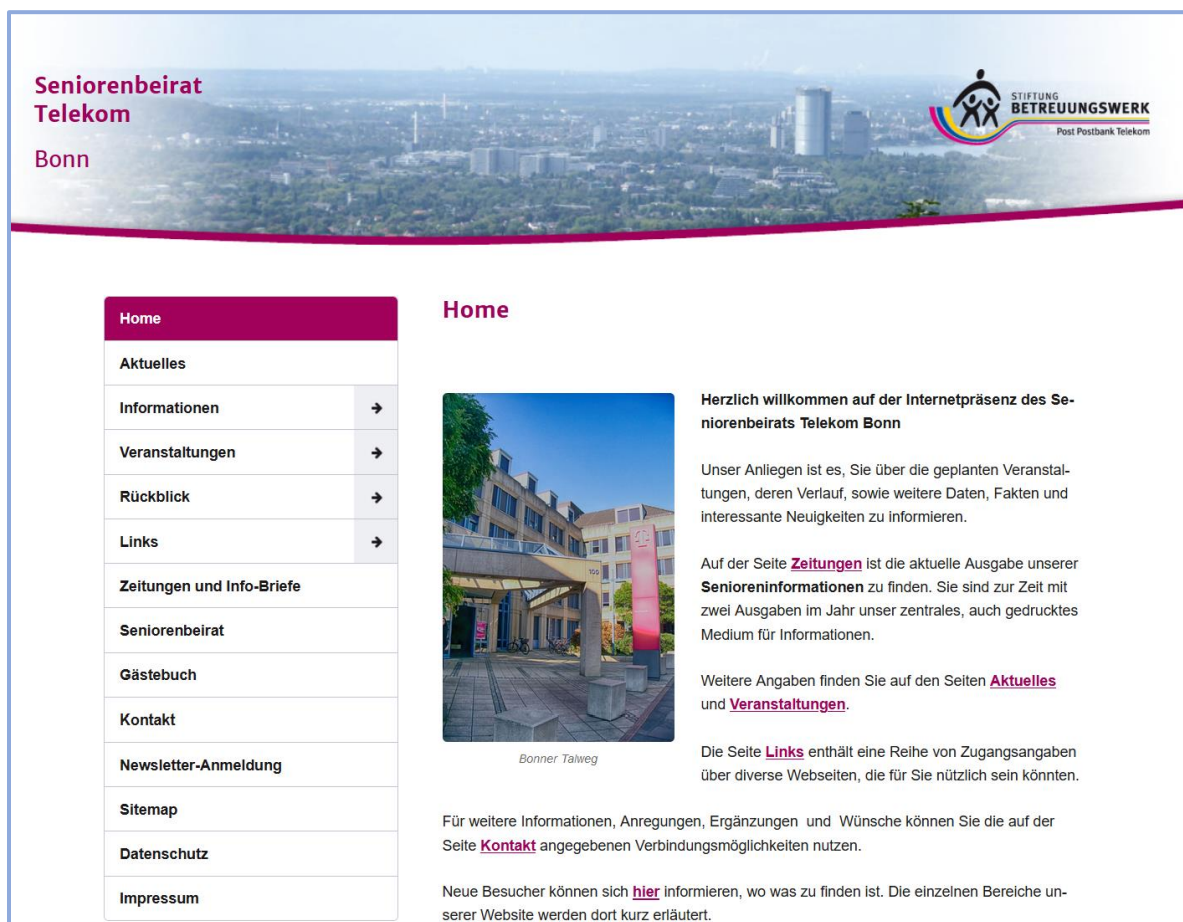 Seniorenbeirat
Telekom
Bonn
STIFTUNG
BETREUUNGSWERK
Post Postbank Telekom
Home
Aktuelles
Informationen
Veranstaltungen
Rückblick
Links
Zeitungen und Info-Briefe
Seniorenbeirat
Gästebuch
Kontakt
Newsletter-Anmeldung
Sitemap
Datenschutz
Impressum
Home
100
Bonner Talweg
Herzlich willkommen auf der Internetpräsenz des Se-
niorenbeirats Telekom Bonn
Unser Anliegen ist es, Sie über die geplanten Veranstal-
tungen, deren Verlauf, sowie weitere Daten, Fakten und
interessante Neuigkeiten zu informieren.
Auf der Seite Zeitungen ist die aktuelle Ausgabe unserer
Senioreninformationen zu finden. Sie sind zur Zeit mit
zwei Ausgaben im Jahr unser zentrales, auch gedrucktes
Medium für Informationen.
Weitere Angaben finden Sie auf den Seiten Aktuelles
und Veranstaltungen.
Die Seite Links enthält eine Reihe von Zugangsangaben
über diverse Webseiten, die für Sie nützlich sein könnten.
Für weitere Informationen, Anregungen, Ergänzungen  und  Wünsche können Sie die auf der
Seite Kontakt angegebenen Verbindungsmöglichkeiten nutzen.
Neue Besucher können sich hier informieren, wo was zu finden ist. Die einzelnen Bereiche un-
serer Website werden dort kurz erläutert.